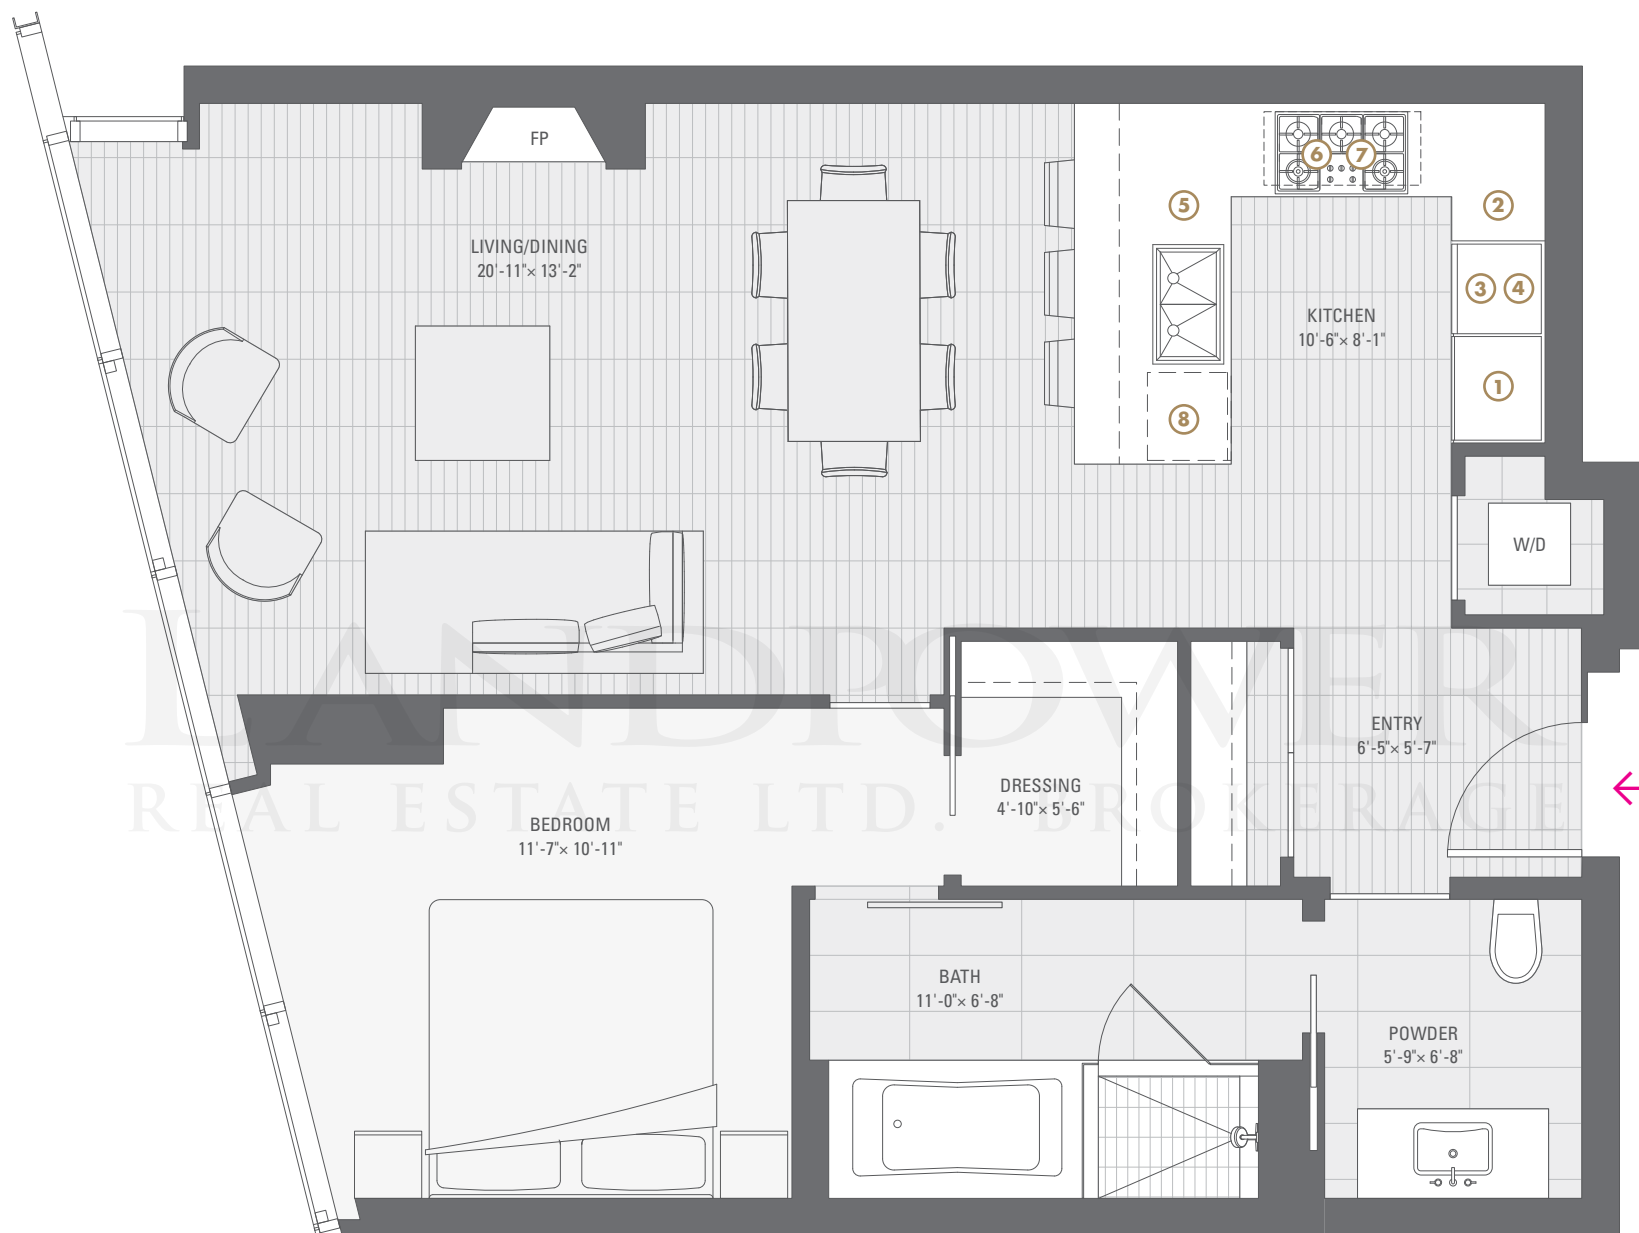 FP
6 7
5
2
LIVING/DINING
20'-11"× 13'-2"
3 4
KITCHEN
10'-6"× 8'-1"
1
8
W/D
LANDPOWER
REAL ESTATE LTD. BROKERAGE
ENTRY
6'-5"× 5'-7"
DRESSING
4'-10"× 5'-6"
BEDROOM
11'-7"× 10'-11"
BATH
11'-0"× 6'-8"
POWDER
5'-9"× 6'-8"